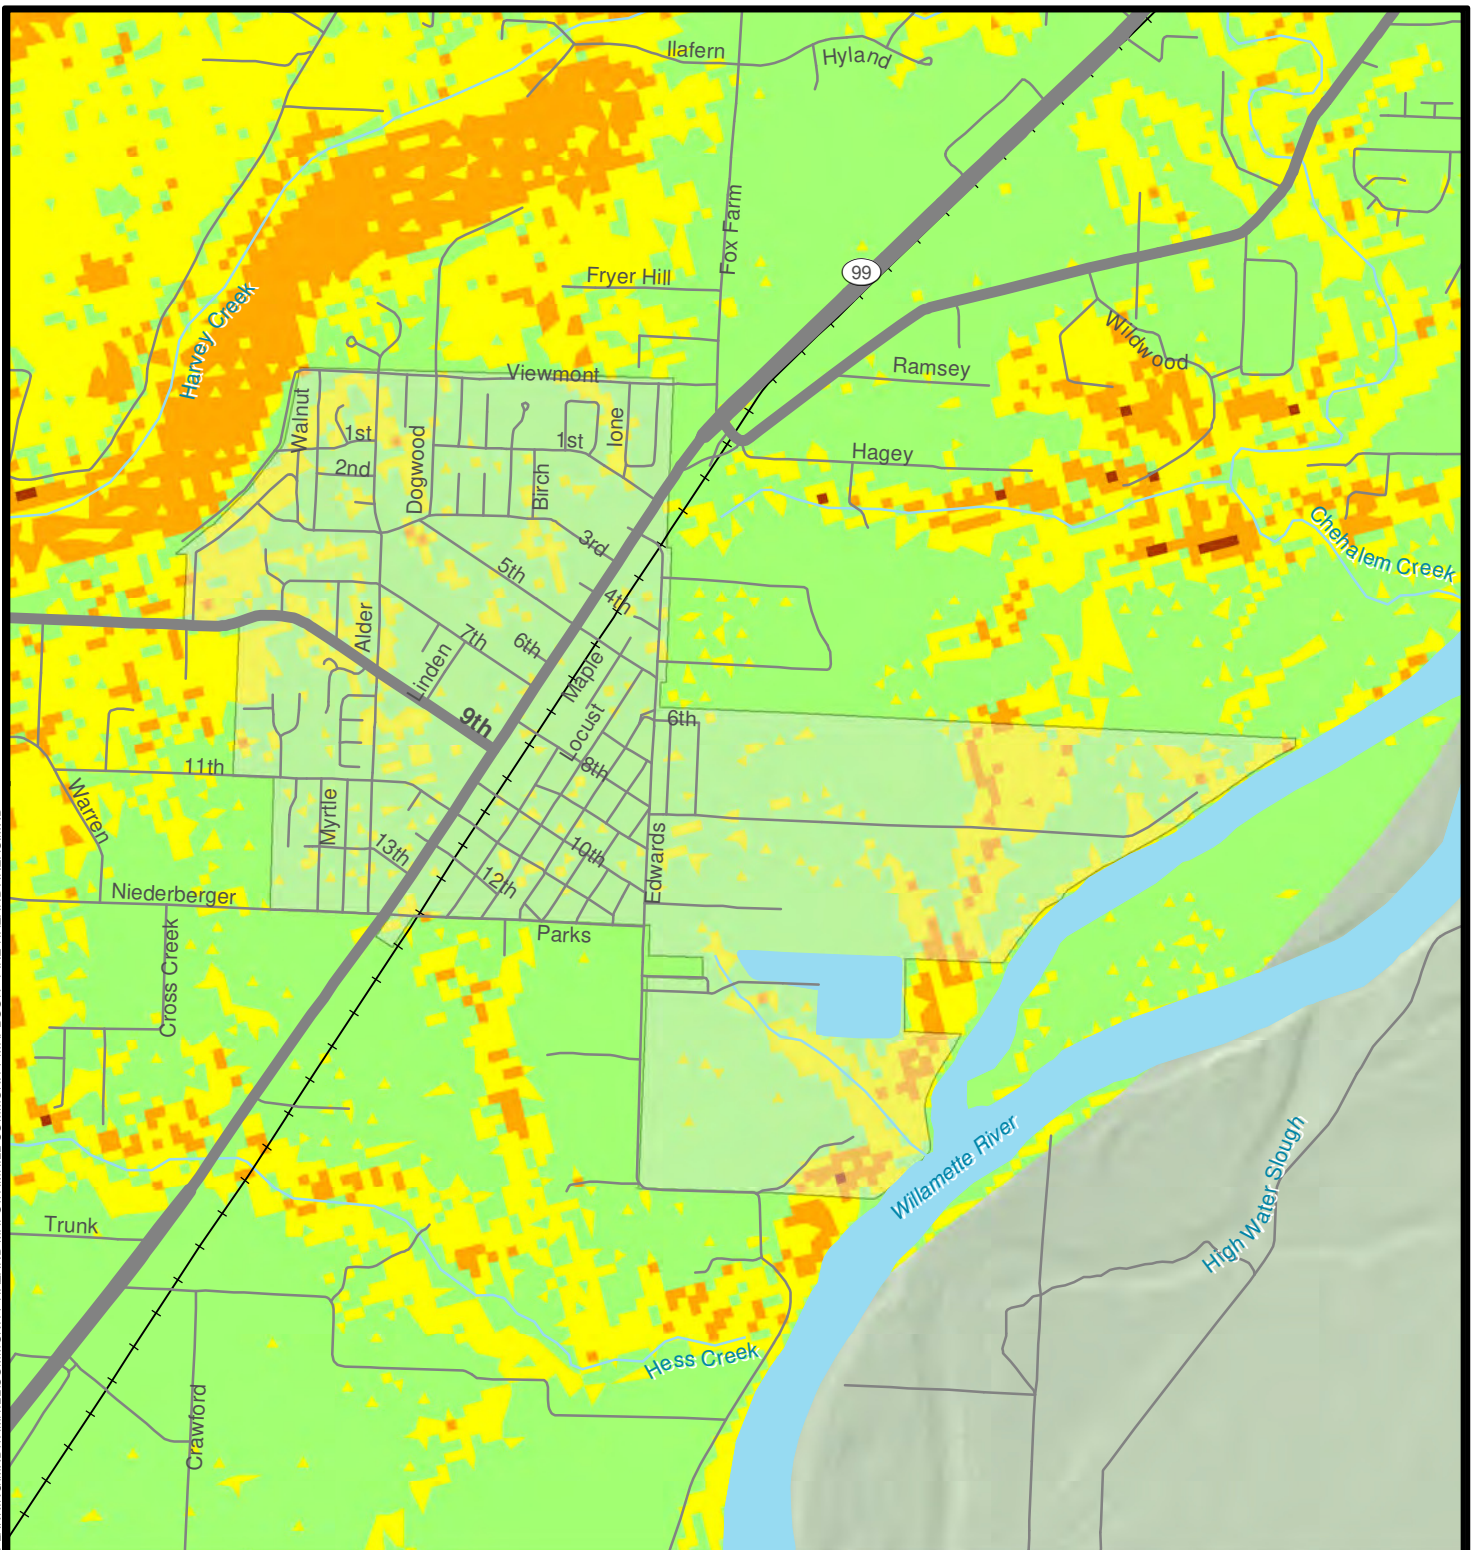 Ilafern
Hyland
Fox Farm
99
Fryer Hill
Harvey Creek
Wildwood
Viewmont
Ramsey
Walnut
1st
Dogwood
1st
Ione
2nd
Birch
Hagey
Chehalem Creek
3rd
5th
4th
Alder
7th
6th
Linden
Maple
9th
Locust
6th
11th
8th
Warren
Myrtle
13th
10th
Edwards
12th
Niederberger
Parks
Cross Creek
Willamette River
High Water Slough
Trunk
Hess Creek
Crawford